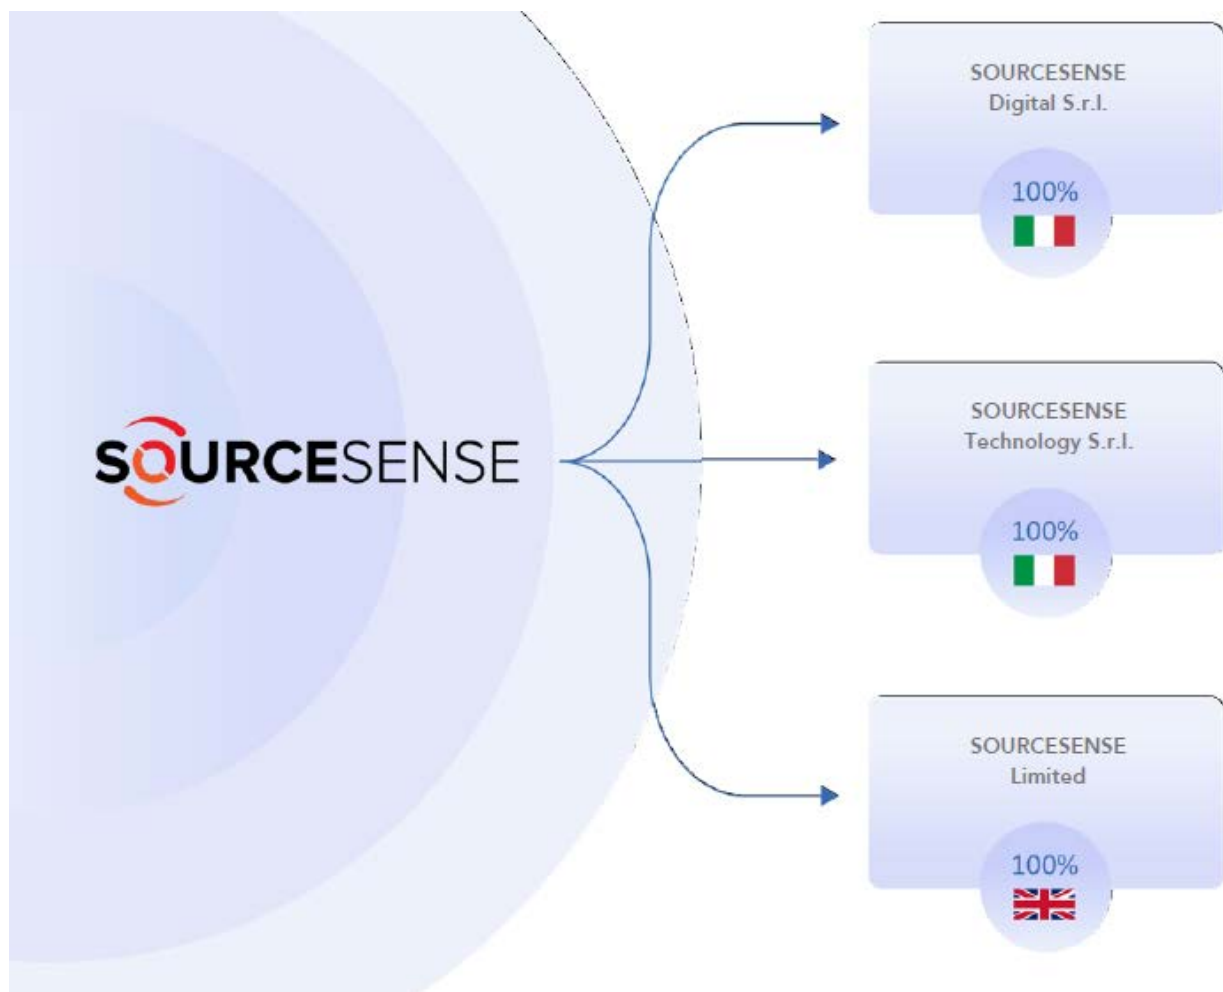 SOURCESENSE
SOURCESENSE
Digital S.r.l.
100%
SOURCESENSE
Technology S.r.l.
100%
SOURCESENSE
Limited
100%